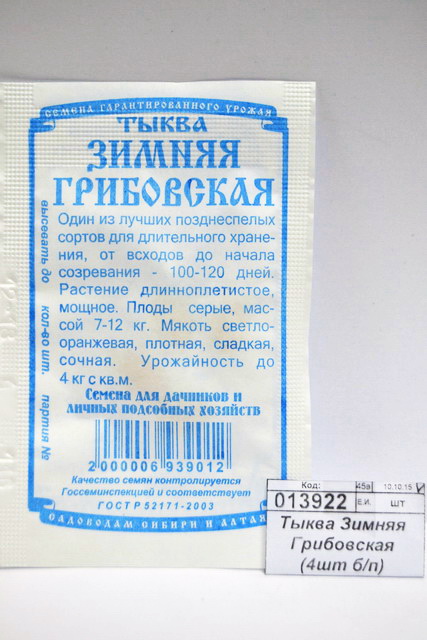 СЕМЕНА ГАРАНТИРОВАННОГО УРОЖАЯ
ТЫКВА
ЗИМНЯЯ
ГРИБОВСКАЯ
Один из лучших позднеспелых
сортов для длительного хране-
ния, от всходов до начала
созревания - 100-120 дней.
Растение длинноплетистое,
мощное. Плоды серые, мас-
сой 7-12 кг. Мякоть светло-
оранжевая, плотная, сладкая,
сочная. Урожайность до
4 кг с кв.м.
Семена для дачников и
личных подсобных хозяйств
2000006 939012
Качество семян контролируется
Госсеминспекцией и соответствует
ГОСТ Р 52171-2003
САДОВОДАМ СИБИРИ И АЛТАЯ
высевать до
кол-во шт.
партия №
Код: 45а 10.10.15
013922 Е.И. шт
Тыква Зимняя
Грибовская
(4шт б/п)